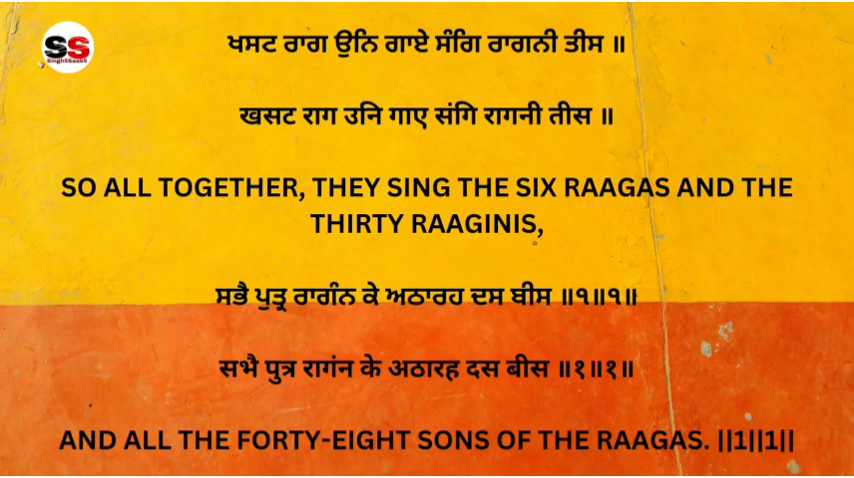 SS
SinghSbaabS
ਖਸਟ ਰਾਗ ਉਨਿ ਗਾਏ ਸੰਗਿ ਰਾਗਨੀ ਤੀਸ ॥
खसट राग उनि गाए संगि रागनी तीस ॥
SO ALL TOGETHER, THEY SING THE SIX RAAGAS AND THE
THIRTY RAAGINIS,
ਸਭੈ ਪੁਤ੍ਰ ਰਾਗੰਨ ਕੇ ਅਠਾਰਹ ਦਸ ਬੀਸ ॥੧॥੧॥
सभै पुत्र रागंन के अठारह दस बीस ॥१॥१॥
AND ALL THE FORTY-EIGHT SONS OF THE RAAGAS. ||1||1||